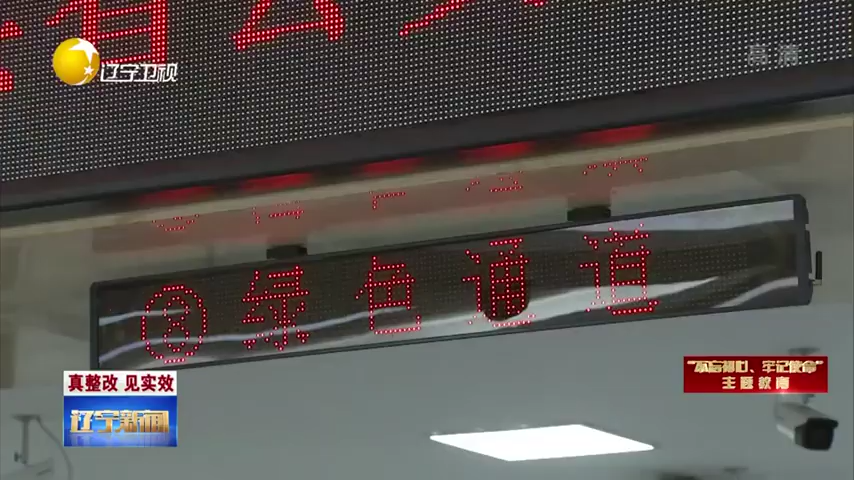 辽宁卫视
高清
⑧绿色通道
真整改 见实效
辽宁新闻
“不忘初心、牢记使命”
主题教育